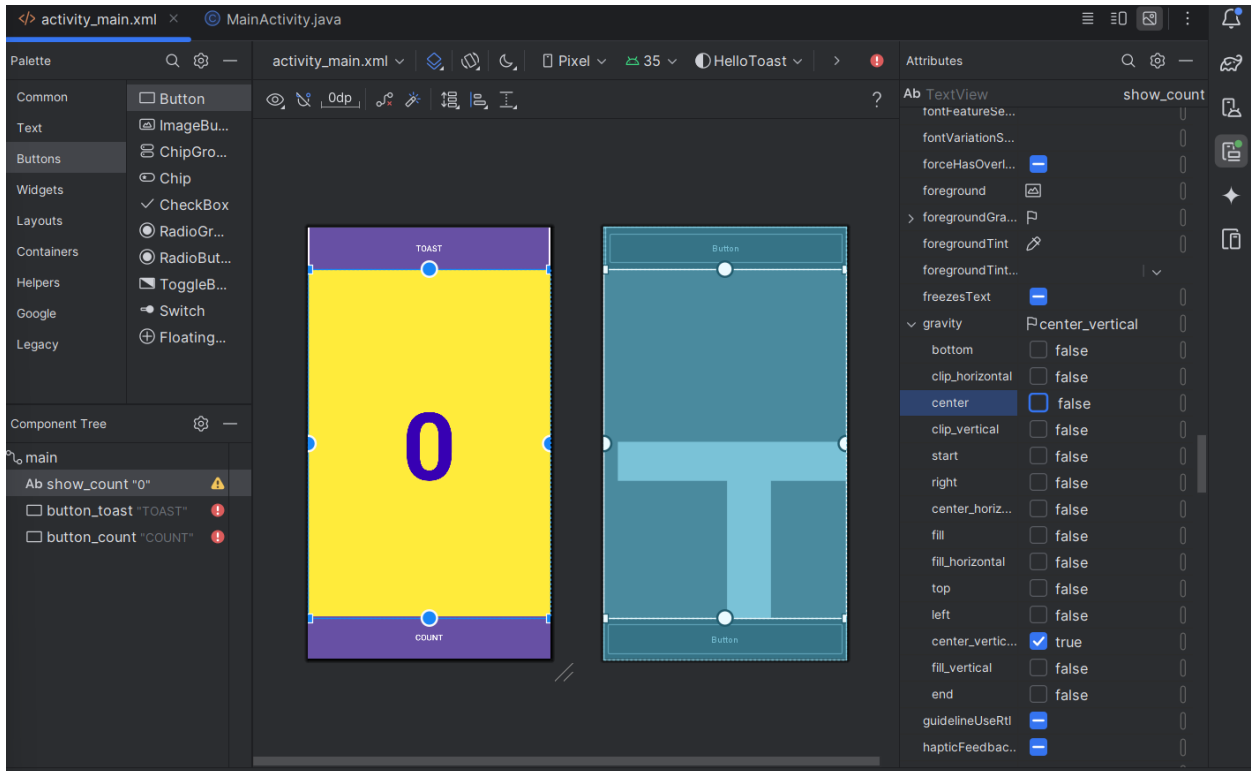 </> activity_main.xml ×
© MainActivity.java
Palette
Common
Text
Buttons
Widgets
Layouts
Containers
Helpers
Google
Legacy
Button
ImageBu...
ChipGro...
Chip
CheckBox
RadioGr...
RadioBut...
ToggleB...
Switch
Floating...
Component Tree
main
Ab show_count "0"
button_toast "TOAST"
button_count "COUNT"
activity_main.xml
Pixel
35
HelloToast
0dp
?
TOAST
0
COUNT
Button
Button
Attributes
Ab TextView show_count
fontFeatureSe...
fontVariationS...
forceHasOverl...
foreground
foregroundGra...
foregroundTint
foregroundTint...
freezesText
gravity center_vertical
bottom false
clip_horizontal false
center false
clip_vertical false
start false
right false
center_horiz... false
fill false
fill_horizontal false
top false
left false
center_vertic... true
fill_vertical false
end false
guidelineUseRtl
hapticFeedbac..